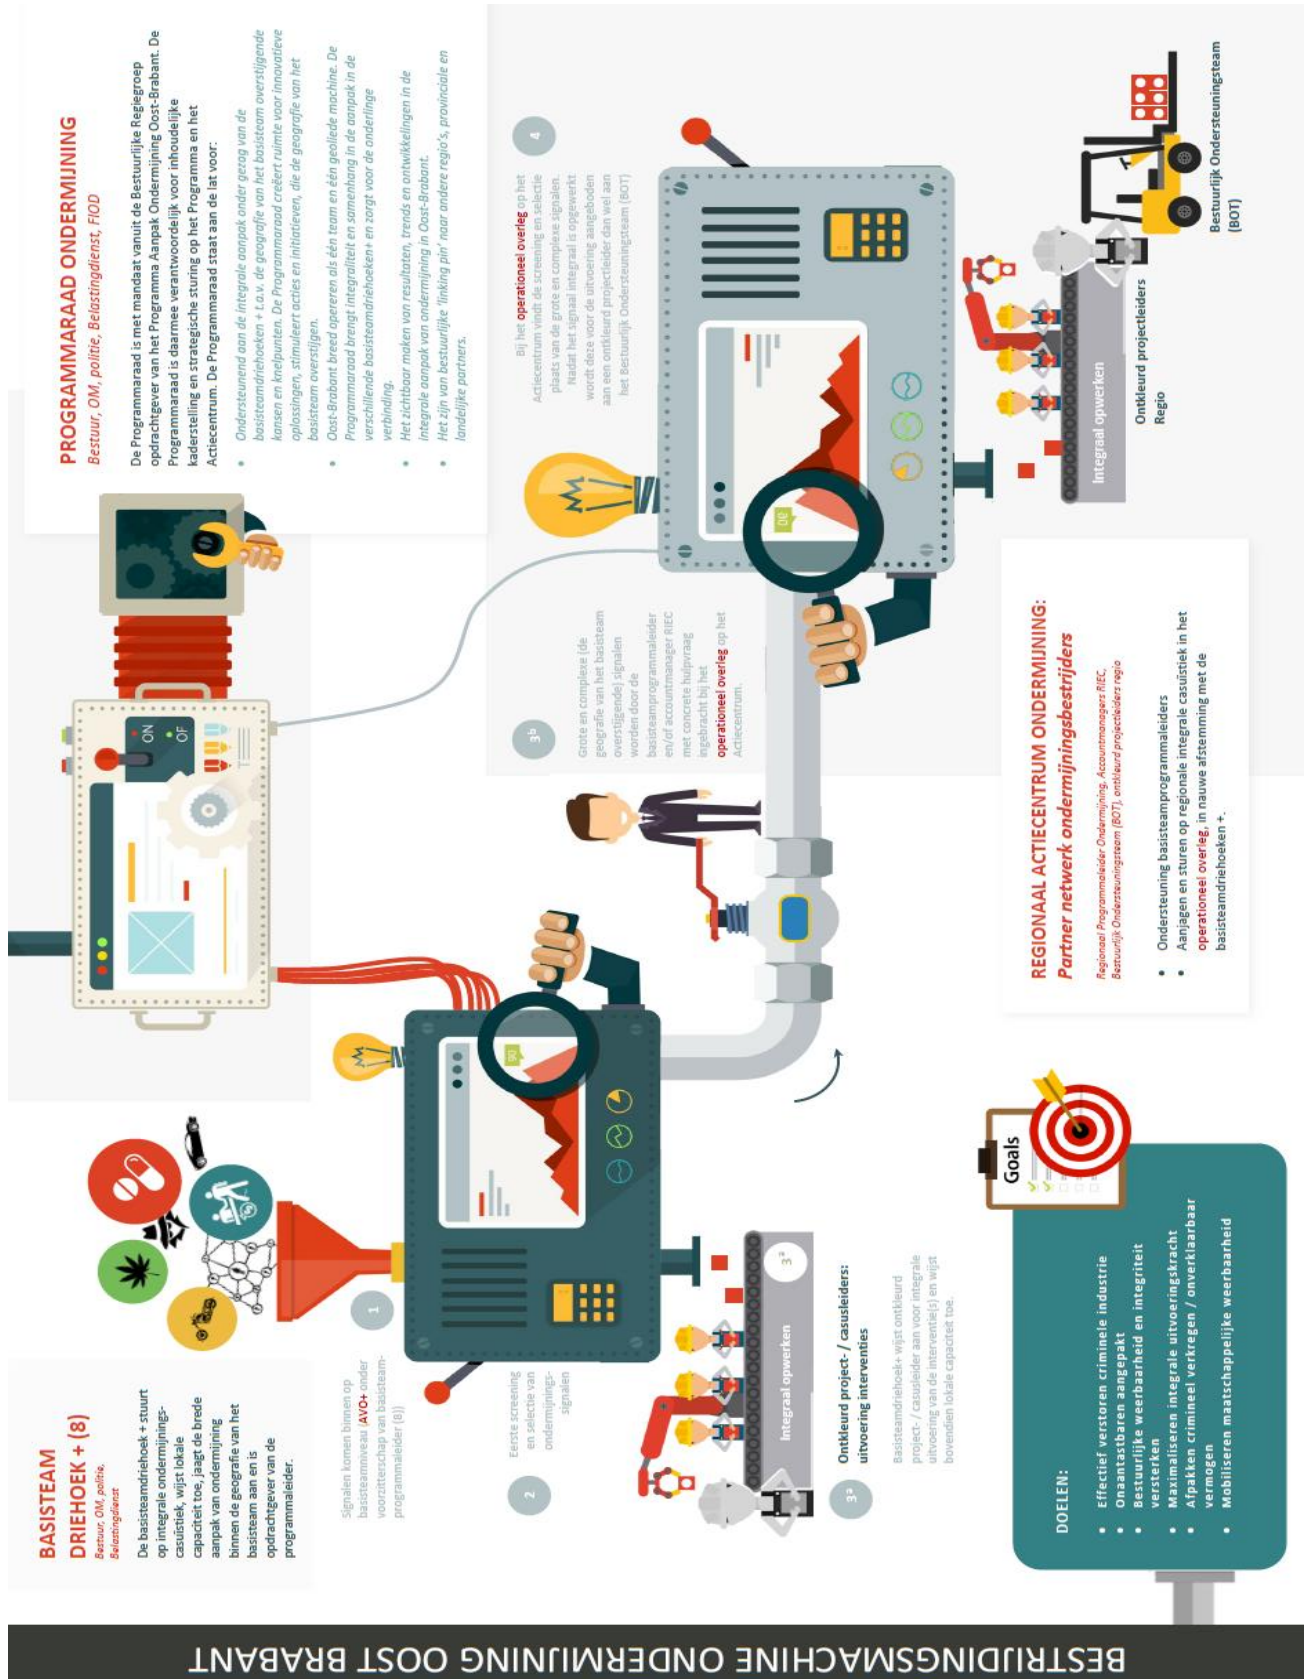 BESTRIJDINGSMACHINE ONDERMIJNING OOST BRABANT
BASISTEAM
DRIEHOEK + (8)
Bestuur, OM, politie,
Belastingdienst
De basisteamdriehoek + stuurt
op integrale ondermijnings-
casuïstiek, wijst lokale
capaciteit toe, jaagt de brede
aanpak van ondermijning
binnen de geografie van het
basisteam aan en is
opdrachtgever van de
programmaleider.
1
Signalen komen binnen op
basisteamniveau (AVO+ onder
voorzitterschap van basisteam-
programmaleider (8))
2
Eerste screening
en selectie van
ondermijnings-
signalen
90
Integraal opwerken
3ª
3ª
Ontkleurd project- / casusleiders:
uitvoering interventies
Basisteamdriehoek+ wijst ontkleurd
project- / casusleider aan voor integrale
uitvoering van de interventie(s) en wijst
bovendien lokale capaciteit toe.
DOELEN:
• Effectief verstoren criminele industrie
• Onaantastbaren aangepakt
• Bestuurlijke weerbaarheid en integriteit
versterken
• Maximaliseren integrale uitvoeringskracht
• Afpakken crimineel verkregen / onverklaarbaar
vermogen
• Mobiliseren maatschappelijke weerbaarheid
Goals
ON
OF
3ᵇ
Grote en complexe (de
geografie van het basisteam
overstijgende) signalen
worden door de
basisteamprogrammaleider
en/of accountmanager RIEC
met concrete hulpvraag
ingebracht bij het
operationeel overleg op het
Actiecentrum.
REGIONAAL ACTIECENTRUM ONDERMIJNING:
Partner netwerk ondermijningsbestrijders
Regionaal Programmaleider Ondermijning, Accountmanagers RIEC,
Bestuurlijk Ondersteuningsteam (BOT), ontkleurd projectleiders regio
• Ondersteuning basisteamprogrammaleiders
• Aanjagen en sturen op regionale integrale casuïstiek in het
operationeel overleg, in nauwe afstemming met de
basisteamdriehoeken +.
PROGRAMMARAAD ONDERMIJNING
Bestuur, OM, politie, Belastingdienst, FIOD
De Programmaraad is met mandaat vanuit de Bestuurlijke Regiegroep
opdrachtgever van het Programma Aanpak Ondermijning Oost-Brabant. De
Programmaraad is daarmee verantwoordelijk voor inhoudelijke
kaderstelling en strategische sturing op het Programma en het
Actiecentrum. De Programmaraad staat aan de lat voor:
• Ondersteunend aan de integrale aanpak onder gezag van de
basisteamdriehoeken + t.a.v. de geografie van het basisteam overstijgende
kansen en knelpunten. De Programmaraad creëert ruimte voor innovatieve
oplossingen, stimuleert acties en initiatieven, die de geografie van het
basisteam overstijgen.
• Oost-Brabant breed opereren als één team en één geoliede machine. De
Programmaraad brengt integraliteit en samenhang in de aanpak in de
verschillende basisteamdriehoeken+ en zorgt voor de onderlinge
verbinding.
• Het zichtbaar maken van resultaten, trends en ontwikkelingen in de
integrale aanpak van ondermijning in Oost-Brabant.
• Het zijn van bestuurlijke 'linking pin' naar andere regio's, provinciale en
landelijke partners.
4
Bij het operationeel overleg op het
Actiecentrum vindt de screening en selectie
plaats van de grote en complexe signalen.
Nadat het signaal integraal is opgewerkt
wordt deze voor de uitvoering aangeboden
aan een ontkleurd projectleider dan wel aan
het Bestuurlijk Ondersteuningsteam (BOT)
90
Integraal opwerken
Ontkleurd projectleiders
Regio
Bestuurlijk Ondersteuningsteam
(BOT)